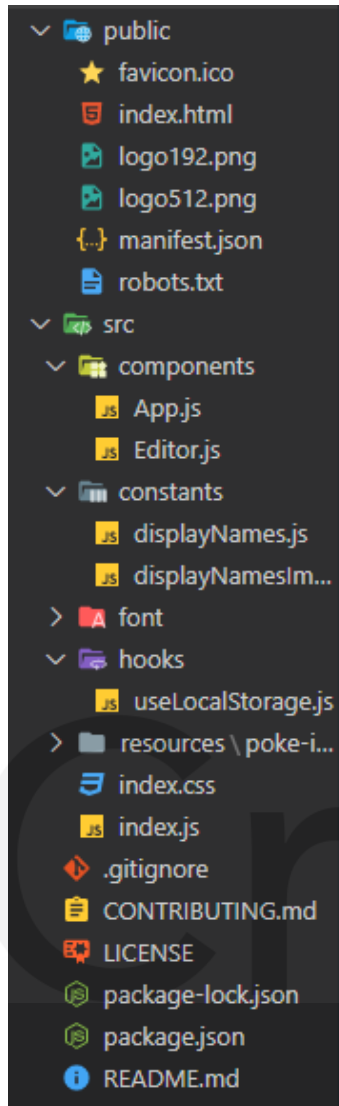 public
favicon.ico
index.html
logo192.png
logo512.png
manifest.json
robots.txt
src
components
App.js
Editor.js
constants
displayNames.js
displayNamesIm...
font
hooks
useLocalStorage.js
resources \ poke-i...
index.css
index.js
.gitignore
CONTRIBUTING.md
LICENSE
package-lock.json
package.json
README.md